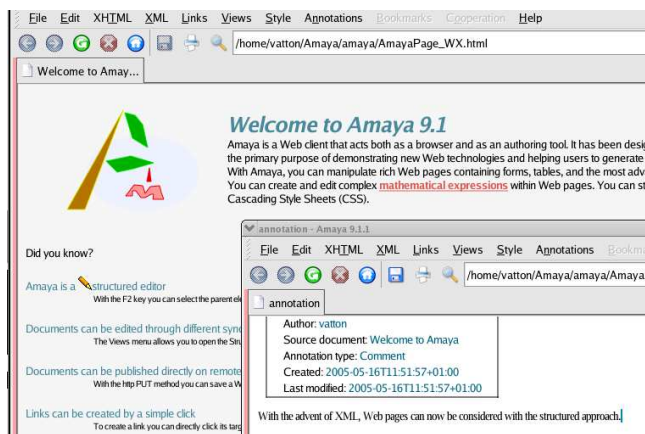 File Edit XHTML XML Links Views Style Annotations Bookmarks Cooperation Help
/home/vatton/Amaya/amaya/AmayaPage_WX.html
Welcome to Amay...
Welcome to Amaya 9.1
Amaya is a Web client that acts both as a browser and as an authoring tool. It has been
the primary purpose of demonstrating new Web technologies and helping users to generate
With Amaya, you can manipulate rich Web pages containing forms, tables, and the most
You can create and edit complex mathematical expressions within Web pages. You can
Cascading Style Sheets (CSS).
annotation - Amaya 9.1.1
File Edit XHTML XML Links Views Style Annotations
/home/vatton/Amaya/amaya/Amaya
annotation
Author: vatton
Source document: Welcome to Amaya
Annotation type: Comment
Created: 2005-05-16T11:51:57+01:00
Last modified: 2005-05-16T11:51:57+01:00
With the advent of XML, Web pages can now be considered with the structured approach.
Did you know?
Amaya is a structured editor
With the F2 key you can select the parent
Documents can be edited through different
The Views menu allows you to open the
Documents can be published directly on remote
With the http PUT method you can save a
Links can be created by a simple click
To create a link you can directly click its